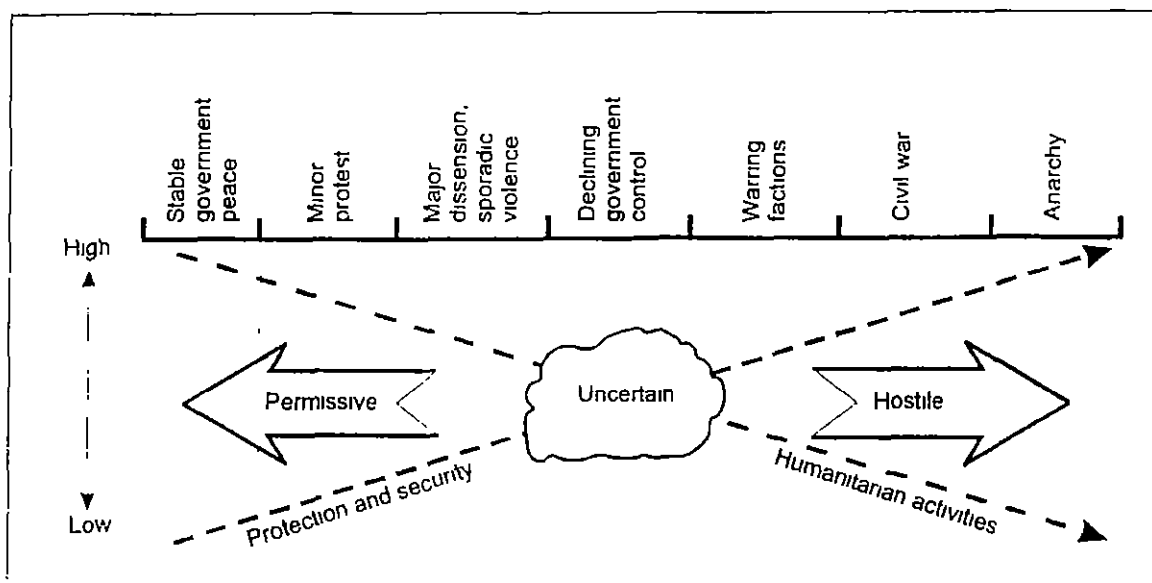 Stable
government
peace
Minor
protest
Major
dissension,
sporadic
violence
Declining
government
control
Warring
factions
Civil war
Anarchy
High
Permissive
Uncertain
Hostile
Protection and security
Humanitarian activities
Low